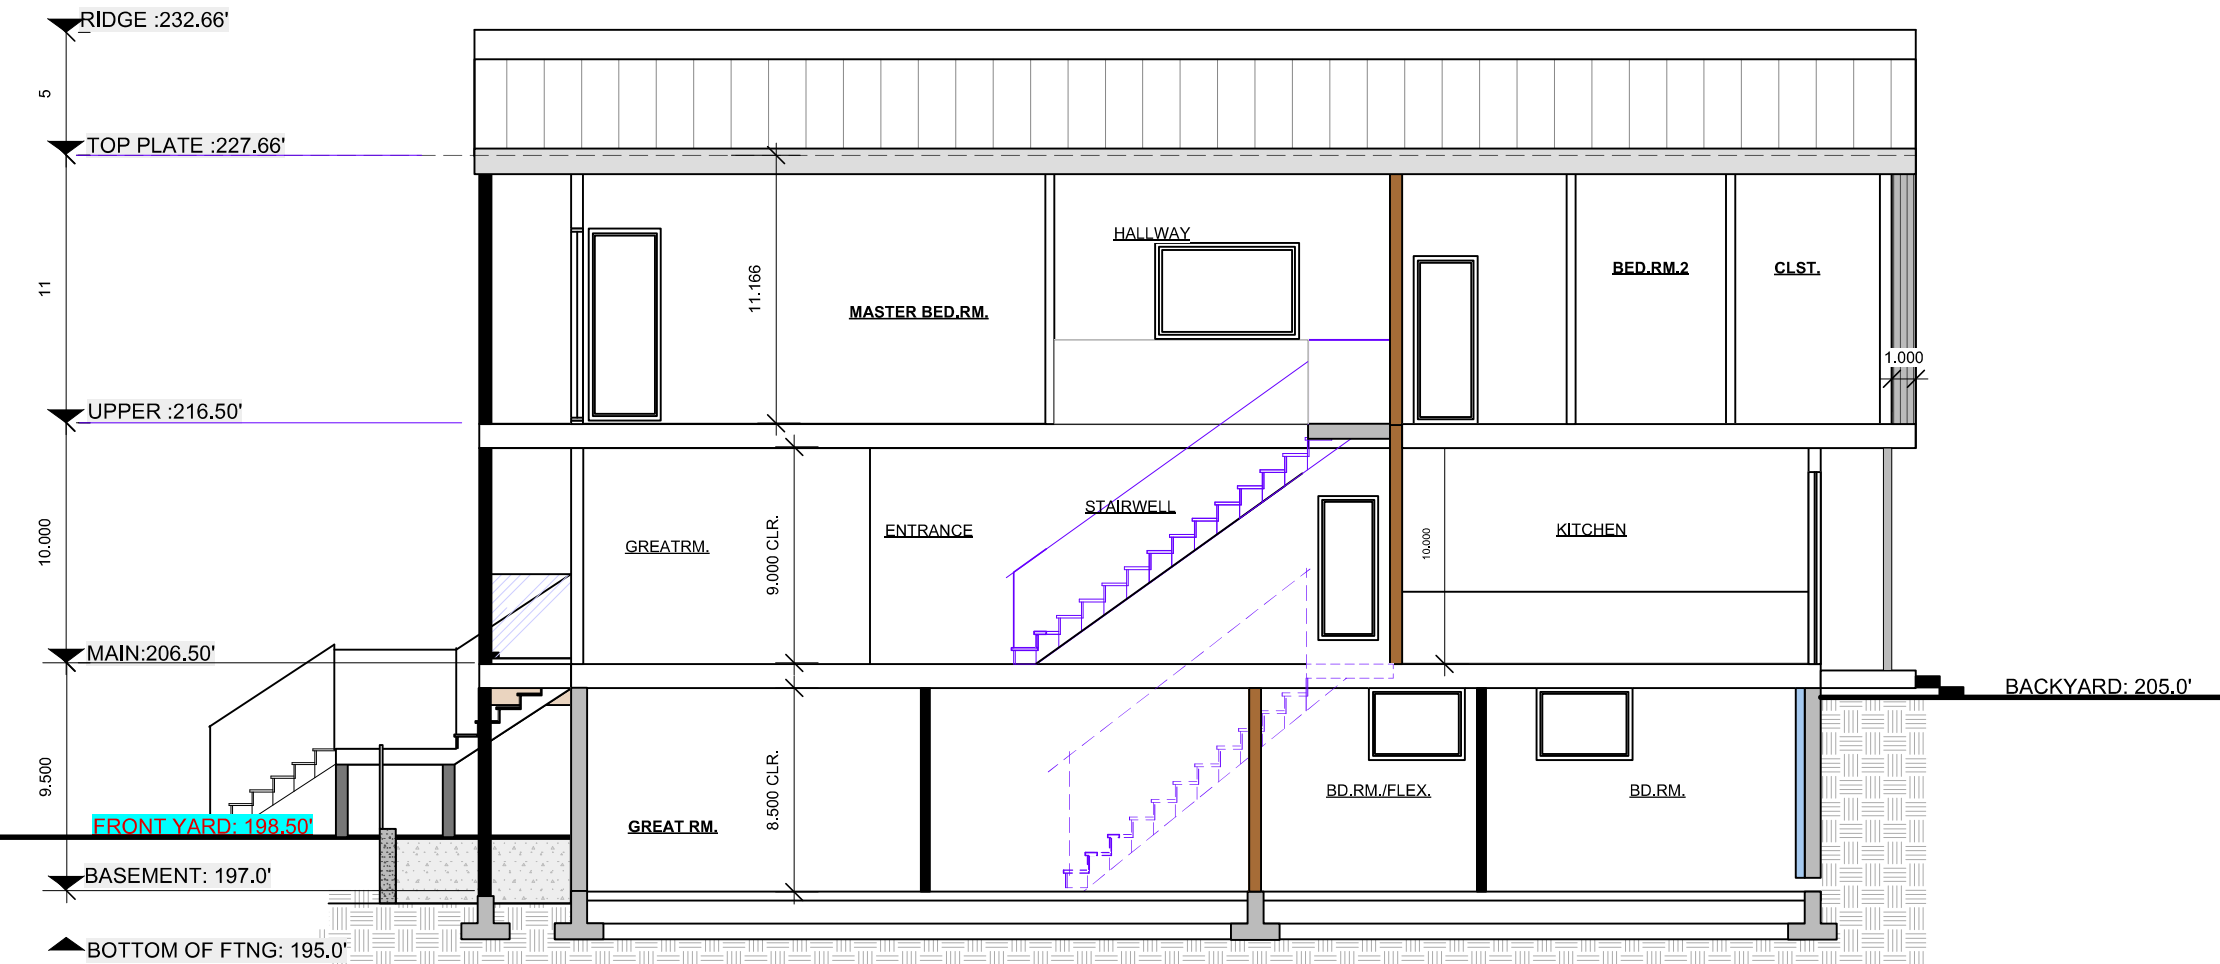 RIDGE :232.66'
5
TOP PLATE :227.66'
11
11.166
HALLWAY
MASTER BED.RM.
BED.RM.2
CLST.
1.000
UPPER :216.50'
10.000
GREATRM.
9.000 CLR.
ENTRANCE
STAIRWELL
10.000
KITCHEN
MAIN:206.50'
BACKYARD: 205.0'
9.500
8.500 CLR.
GREAT RM.
BD.RM./FLEX.
BD.RM.
FRONT YARD: 198.50'
BASEMENT: 197.0'
BOTTOM OF FTNG: 195.0'